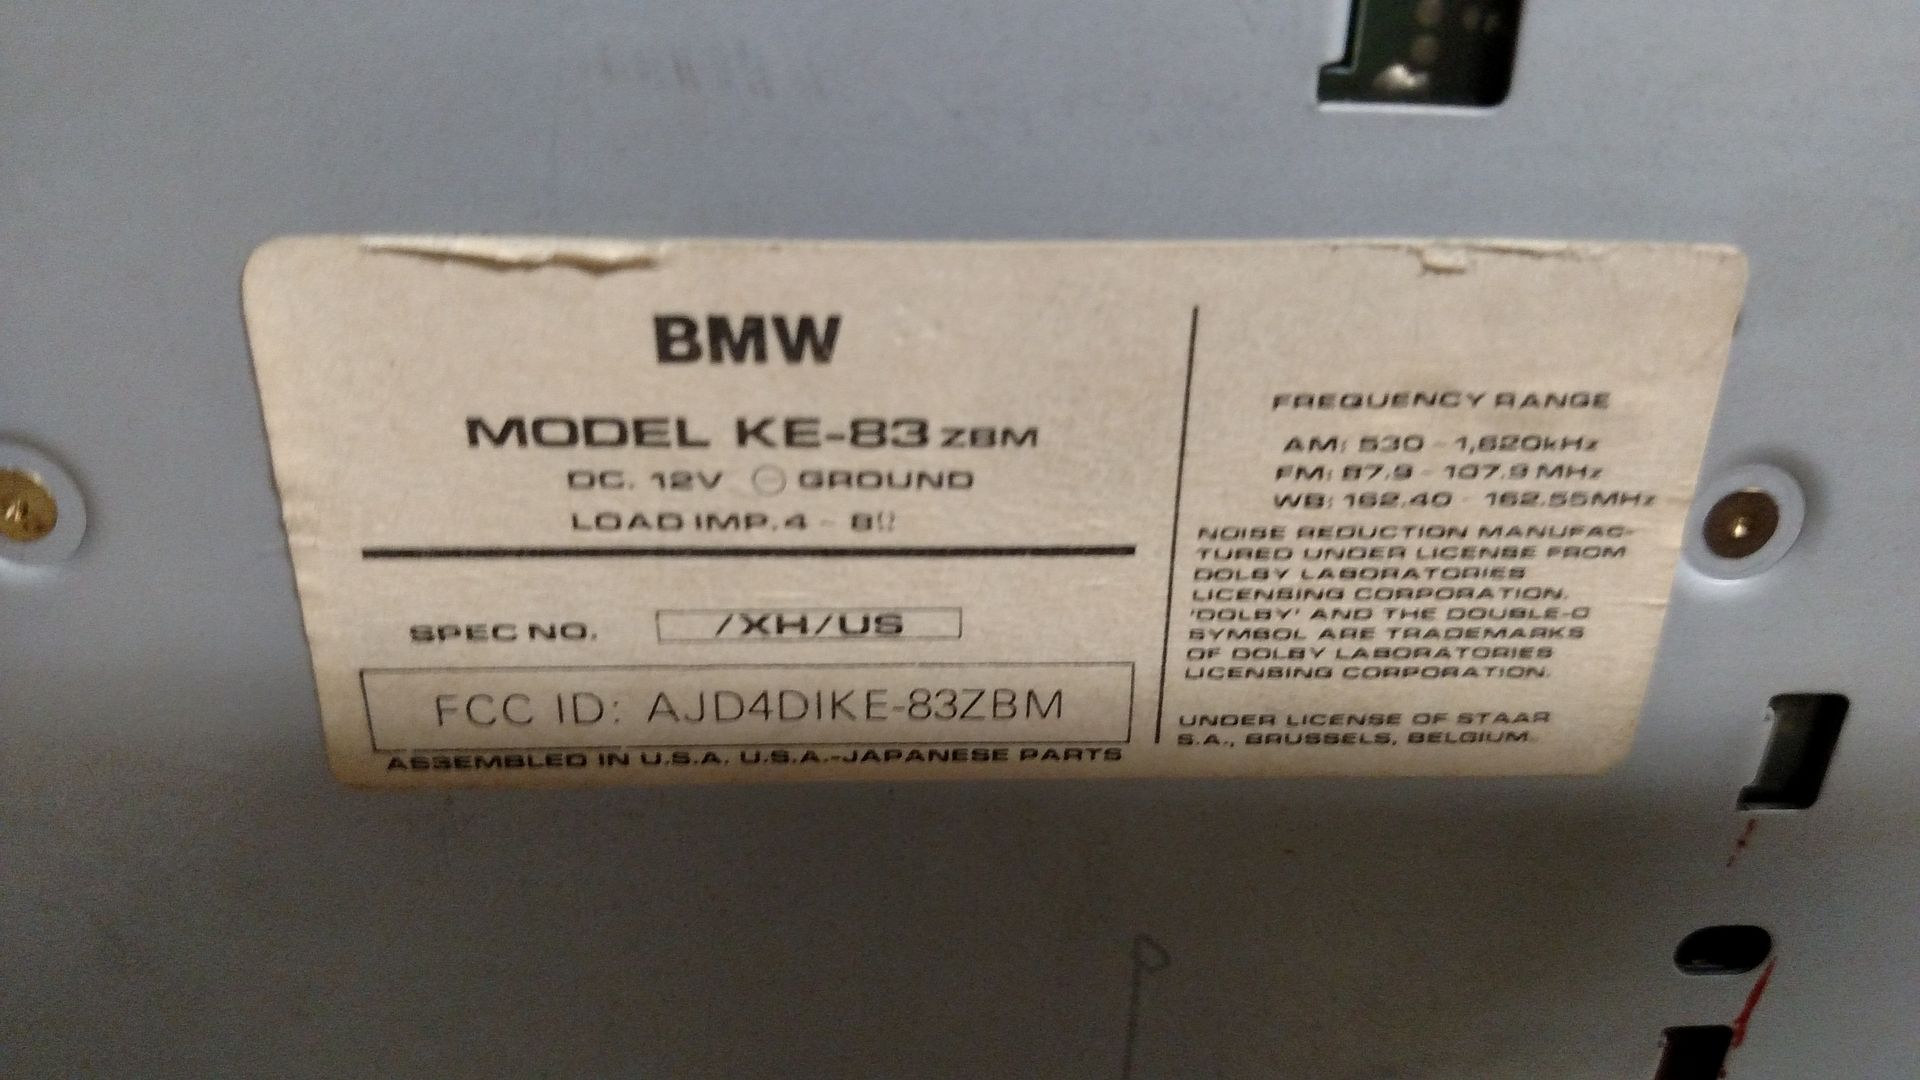 BMW
MODEL KE-83 ZBM
DC. 12V ⊖ GROUND
LOAD IMP. 4 - 8Ω
SPEC NO. /XH/US
FCC ID: AJD4DIKE-83ZBM
ASSEMBLED IN U.S.A. U.S.A.-JAPANESE PARTS
FREQUENCY RANGE
AM: 530 - 1,620kHz
FM: 87.9 - 107.9 MHz
WB: 162.40 - 162.55MHz
NOISE REDUCTION MANUFAC-
TURED UNDER LICENSE FROM
DOLBY LABORATORIES
LICENSING CORPORATION.
'DOLBY' AND THE DOUBLE-D
SYMBOL ARE TRADEMARKS
OF DOLBY LABORATORIES
LICENSING CORPORATION.
UNDER LICENSE OF STAAR
S.A., BRUSSELS, BELGIUM.